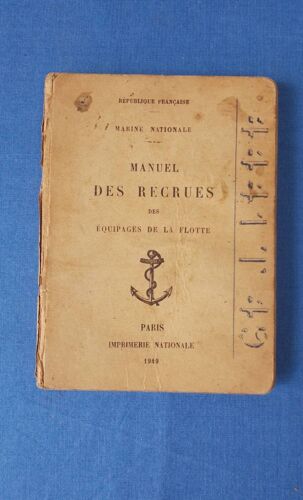 RÉPUBLIQUE FRANÇAISE
MARINE NATIONALE
MANUEL
DES RECRUES
DES
ÉQUIPAGES DE LA FLOTTE
PARIS
IMPRIMERIE NATIONALE
1919